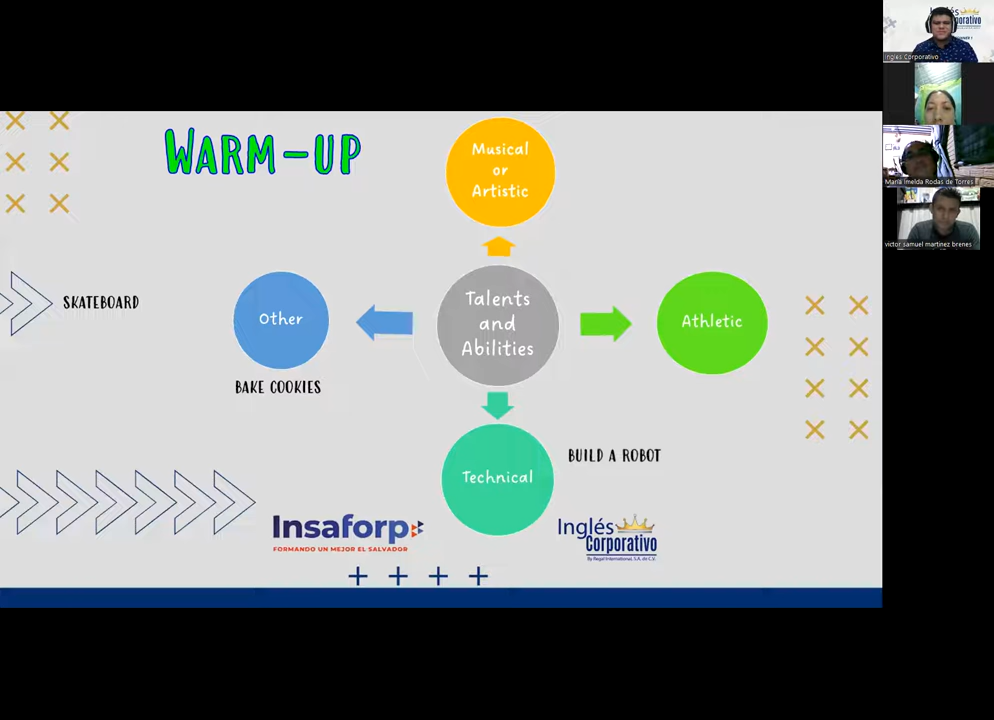 WARM-UP
Musical
or
Artistic
SKATEBOARD
Other
Talents
and
Abilities
Athletic
BAKE COOKIES
BUILD A ROBOT
Technical
Insaforp
FORMANDO UN MEJOR EL SALVADOR
Inglés
Corporativo
By Regal International, S.A. de C.V.
Inglés Corporativo
María Imelda Rodas de Torres
victor samuel martinez brenes